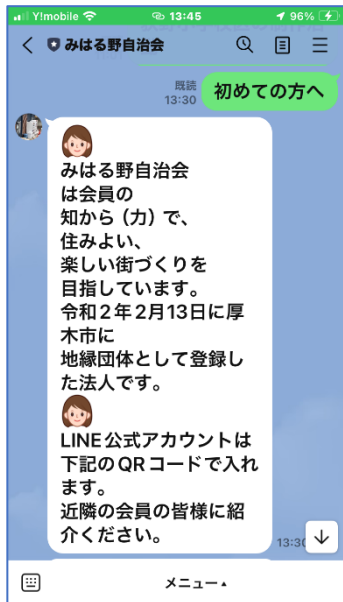 Y!mobile 13:45 96%
みはる野自治会
既読
13:30
初めての方へ
みはる野自治会
は会員の
知から（力）で、
住みよい、
楽しい街づくりを
目指しています。
令和２年２月13日に厚
木市に
地縁団体として登録し
た法人です。
LINE公式アカウントは
下記のQRコードで入れ
ます。
近隣の会員の皆様に紹
介ください。
メニュー